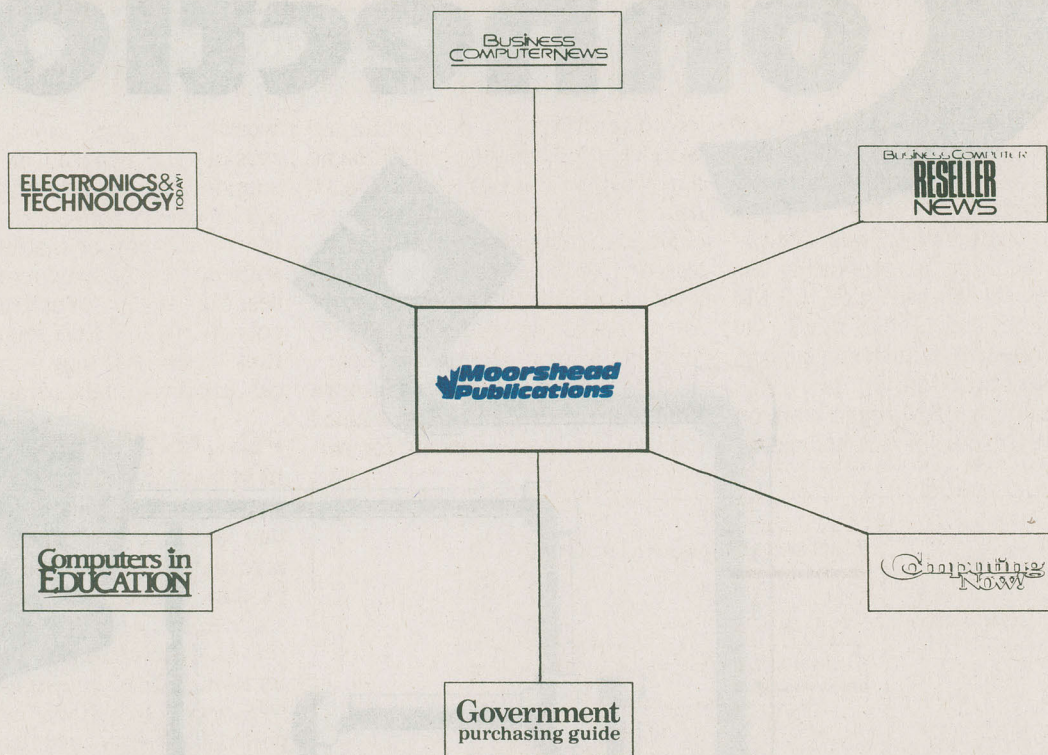 BUSINESS
COMPUTERNEWS
ELECTRONICS&
TECHNOLOGY TODAY!
BUSINESS COMPUTER
RESELLER
NEWS
Moorshead
Publications
Computers in
EDUCATION
Computing
Now!
Government
purchasing guide